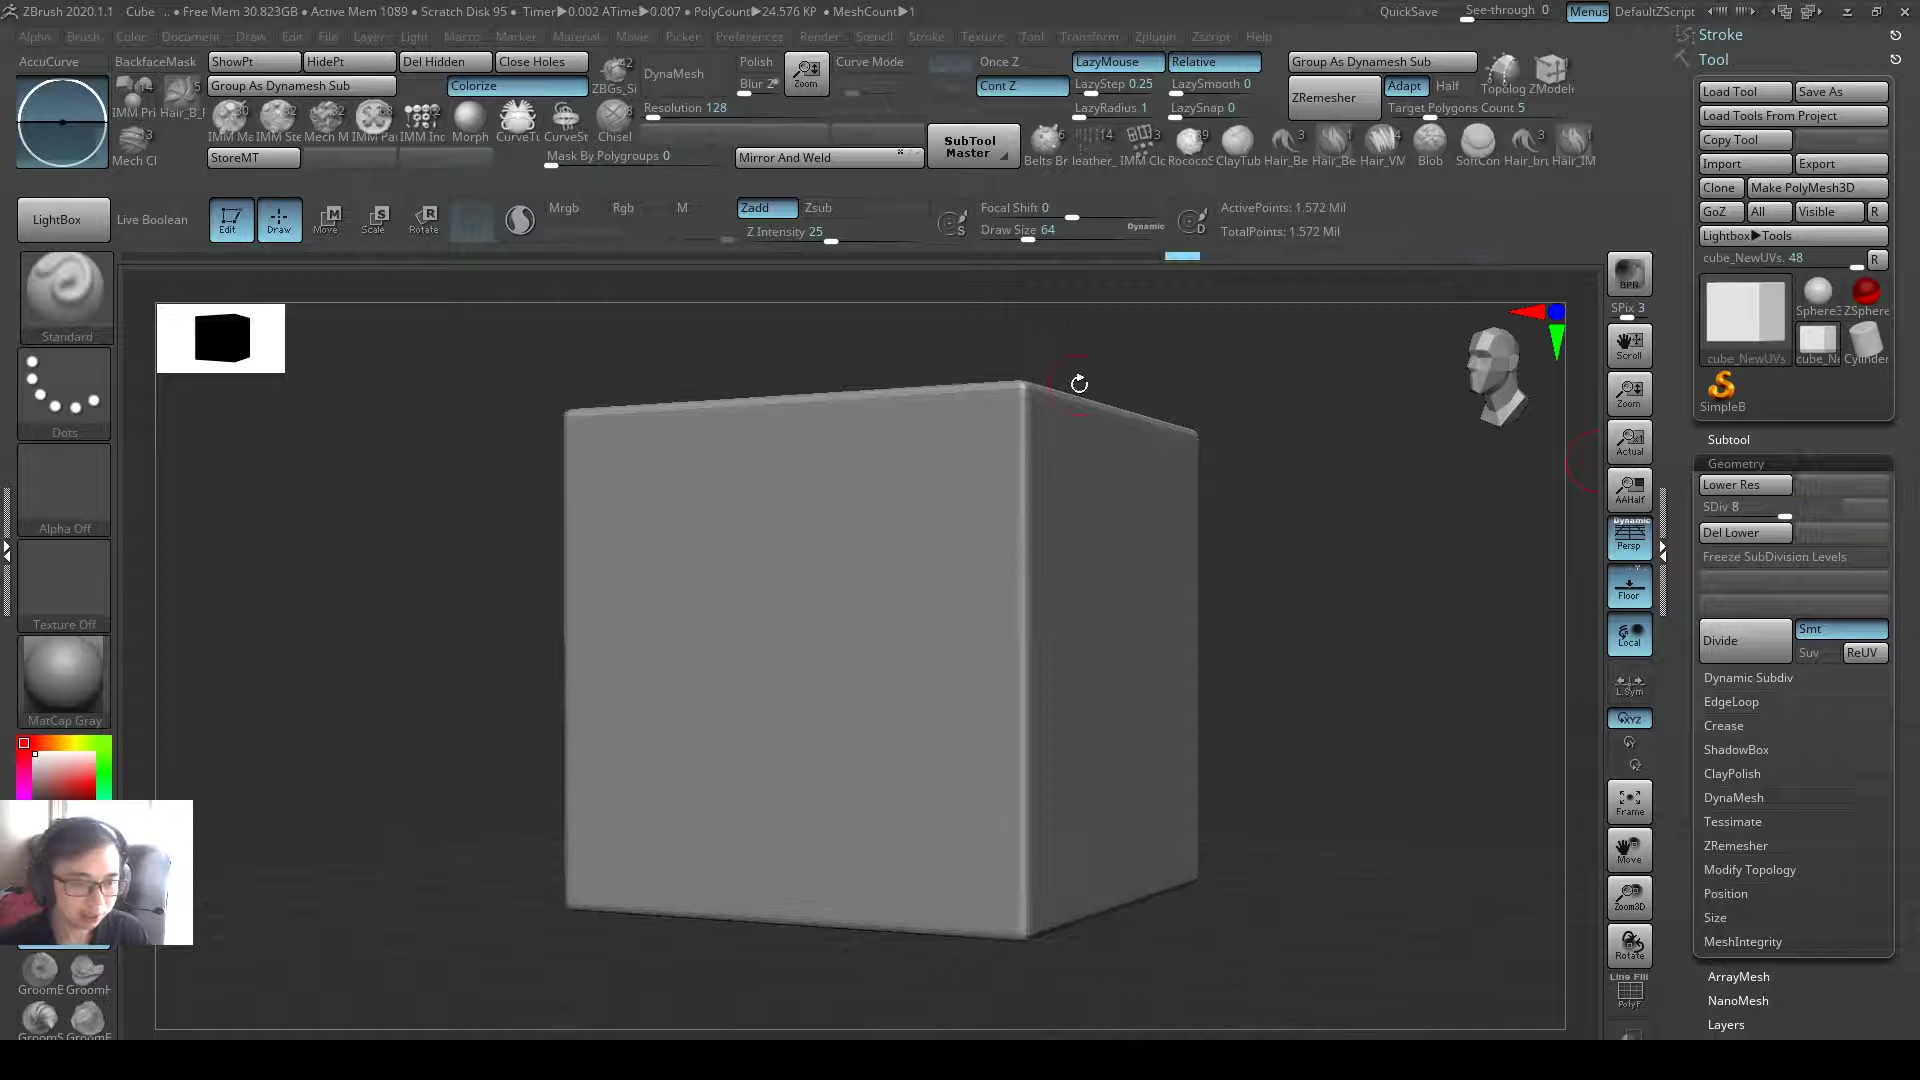 ZBrush 2020.1.1 Cube ... • Free Mem 30.823GB • Active Mem 1089 • Scratch Disk 95 • Timer▶0.002 ATime▶0.007 • PolyCount▶24.576 KP • MeshCount▶1
QuickSave See-through 0 Menus DefaultZScript
Alpha Brush Color Document Draw Edit File Layer Light Macro Marker Material Movie Picker Preferences Render Stencil Stroke Texture Tool Transform Zplugin Zscript Help
AccuCurve BackfaceMask ShowPt HidePt Del Hidden Close Holes
Group As Dynamesh Sub Colorize
ZBGs_Si
DynaMesh
Polish
Blur 2
Zoom
Curve Mode
Resolution 128
Once Z
Cont Z
LazyMouse Relative
LazyStep 0.25 LazySmooth 0
LazyRadius 1 LazySnap 0
Group As Dynamesh Sub
ZRemesher Adapt Half
Target Polygons Count 5
Topolog ZModele
IMM Pri Hair_B_F
Mech Cl
IMM Ma IMM Ste Mech M IMM Pa IMM Inc Morph CurveTu CurveSt Chisel
StoreMT
Mask By Polygroups 0
Mirror And Weld
SubTool
Master
Belts Br leather_ IMM Clo RococoS ClayTub Hair_Be Hair_Be Hair_VM Blob SoftCon Hair_bru Hair_IM
LightBox Live Boolean
Edit Draw Move Scale Rotate
Mrgb Rgb M
Zadd Zsub
Z Intensity 25
Focal Shift 0
Draw Size 64
Dynamic
ActivePoints: 1.572 Mil
TotalPoints: 1.572 Mil
Standard
Dots
Alpha Off
Texture Off
MatCap Gray
GroomB GroomH
GroomS GroomF
BPR
SPix 3
Scroll
Zoom
Actual
AAHalf
Dynamic
Persp
Floor
Local
L.Sym
XYZ
Frame
Move
Zoom3D
Rotate
Line Fill
PolyF
Stroke
Tool
Load Tool Save As
Load Tools From Project
Copy Tool
Import Export
Clone Make PolyMesh3D
GoZ All Visible R
Lightbox▶Tools
cube_NewUVs. 48 R
Sphere3 ZSphere
cube_NewUVs cube_Ne Cylinder
SimpleB
Subtool
Geometry
Lower Res
SDiv 8
Del Lower
Freeze SubDivision Levels
Divide Smt
Suv ReUV
Dynamic Subdiv
EdgeLoop
Crease
ShadowBox
ClayPolish
DynaMesh
Tessimate
ZRemesher
Modify Topology
Position
Size
MeshIntegrity
ArrayMesh
NanoMesh
Layers